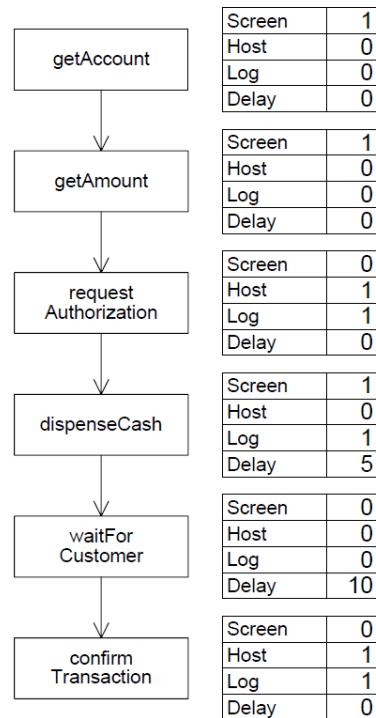 getAccount
Screen 1
Host 0
Log 0
Delay 0
getAmount
Screen 1
Host 0
Log 0
Delay 0
request
Authorization
Screen 0
Host 1
Log 1
Delay 0
dispenseCash
Screen 1
Host 0
Log 1
Delay 5
waitFor
Customer
Screen 0
Host 0
Log 0
Delay 10
confirm
Transaction
Screen 0
Host 1
Log 1
Delay 0